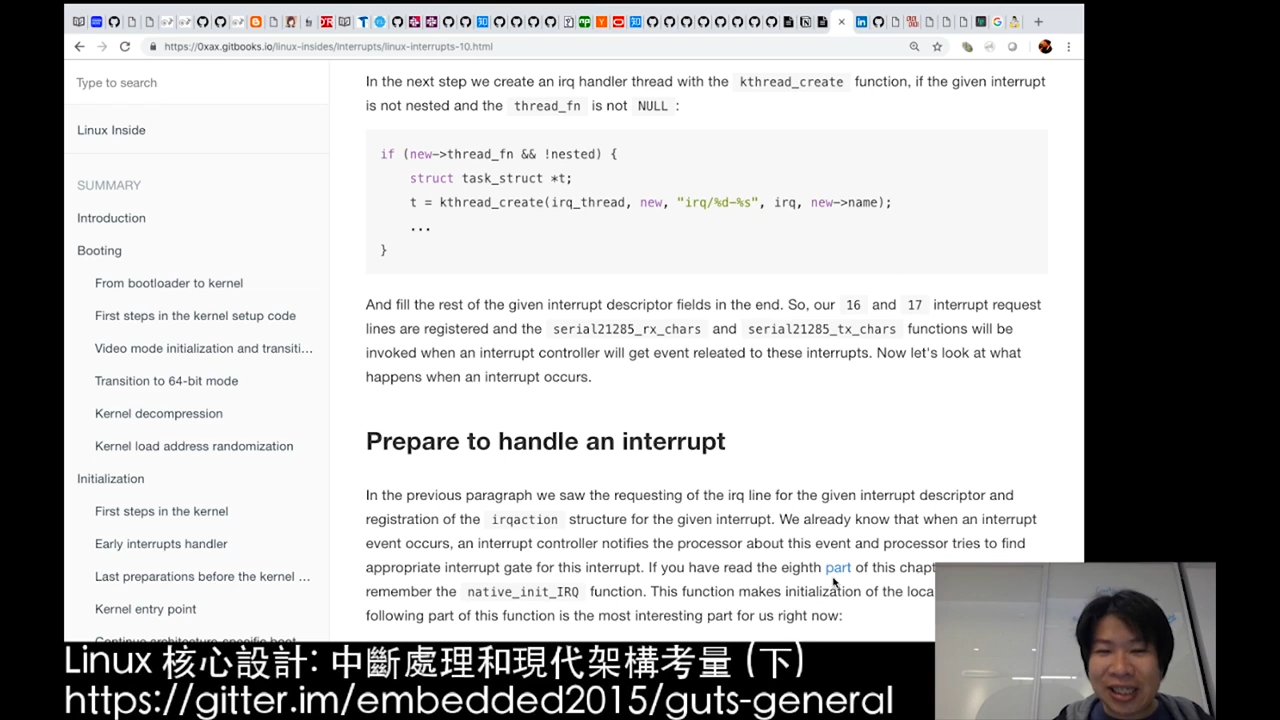 https://0xax.gitbooks.io/linux-insides/Interrupts/linux-interrupts-10.html
Type to search
Linux Inside
SUMMARY
Introduction
Booting
From bootloader to kernel
First steps in the kernel setup code
Video mode initialization and transiti...
Transition to 64-bit mode
Kernel decompression
Kernel load address randomization
Initialization
First steps in the kernel
Early interrupts handler
Last preparations before the kernel ...
Kernel entry point
Continue architecture-specific boot
In the next step we create an irq handler thread with the kthread_create function, if the given interrupt
is not nested and the thread_fn is not NULL :
if (new->thread_fn && !nested) {
struct task_struct *t;
t = kthread_create(irq_thread, new, "irq/%d-%s", irq, new->name);
...
}
And fill the rest of the given interrupt descriptor fields in the end. So, our 16 and 17 interrupt request
lines are registered and the serial21285_rx_chars and serial21285_tx_chars functions will be
invoked when an interrupt controller will get event releated to these interrupts. Now let's look at what
happens when an interrupt occurs.
Prepare to handle an interrupt
In the previous paragraph we saw the requesting of the irq line for the given interrupt descriptor and
registration of the irqaction structure for the given interrupt. We already know that when an interrupt
event occurs, an interrupt controller notifies the processor about this event and processor tries to find
appropriate interrupt gate for this interrupt. If you have read the eighth part of this chapt
remember the native_init_IRQ function. This function makes initialization of the loca
following part of this function is the most interesting part for us right now:
Linux 核心設計: 中斷處理和現代架構考量 (下)
https://gitter.im/embedded2015/guts-general